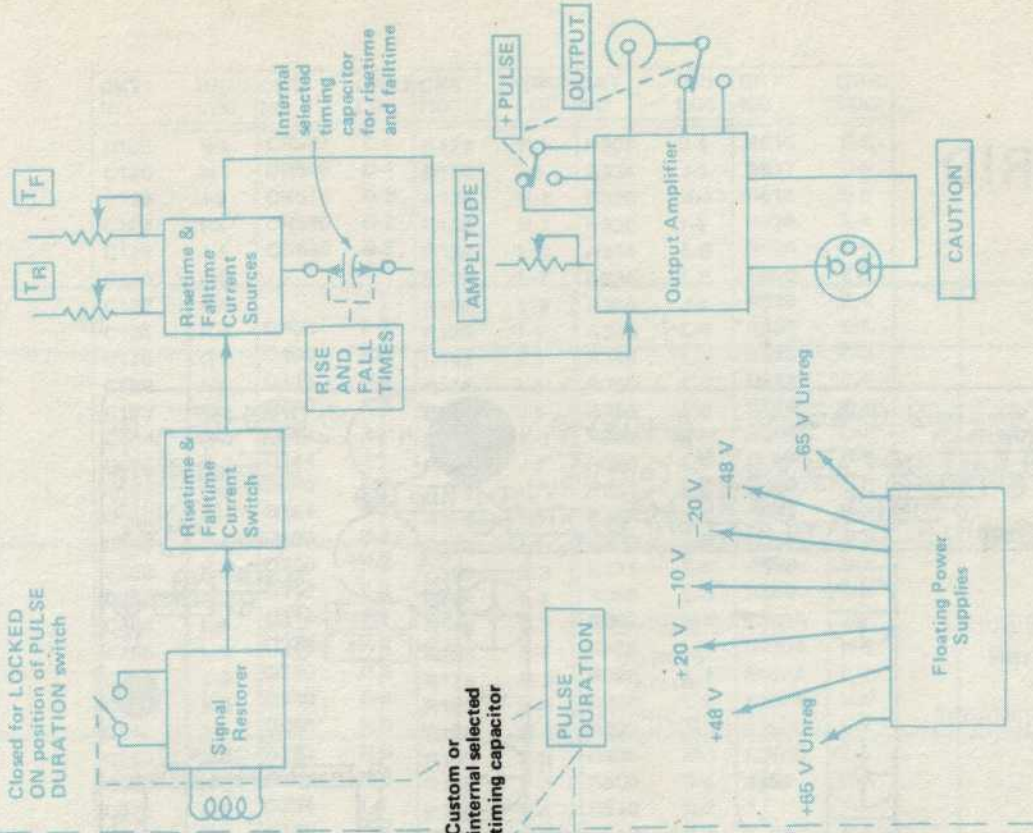 Closed for LOCKED
ON position of PULSE
DURATION switch
Signal
Restorer
Risetime &
Falltime
Current
Switch
TR
TF
Risetime &
Falltime
Current
Sources
RISE
AND
FALL
TIMES
Internal
selected
timing
capacitor
for risetime
and falltime
Custom or
internal selected
timing capacitor
PULSE
DURATION
AMPLITUDE
+ PULSE
OUTPUT
Output Amplifier
CAUTION
+65 V Unreg
+48 V
+20 V
−10 V
−20 V
−48 V
−65 V Unreg
Floating Power
Supplies